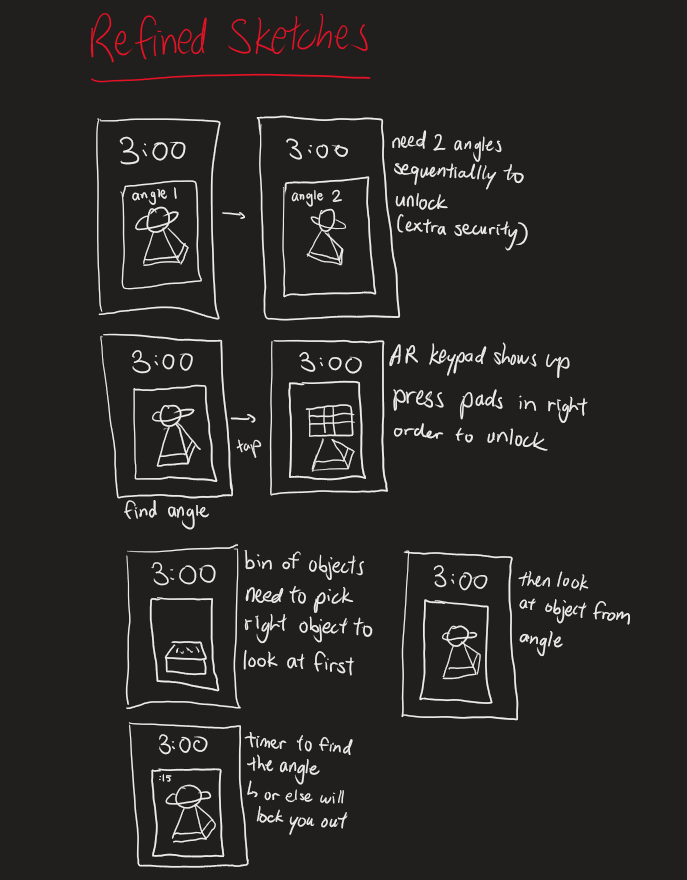 Refined Sketches
3:00
angle 1
3:00
angle 2
need 2 angles
sequentiallly to
unlock
(extra security)
3:00
find angle
tap
3:00
AR keypad shows up
press pads in right
order to unlock
3:00
bin of objects
need to pick
right object to
look at first
3:00
then look
at object from
angle
3:00
:15
timer to find
the angle
↳ or else will
lock you out